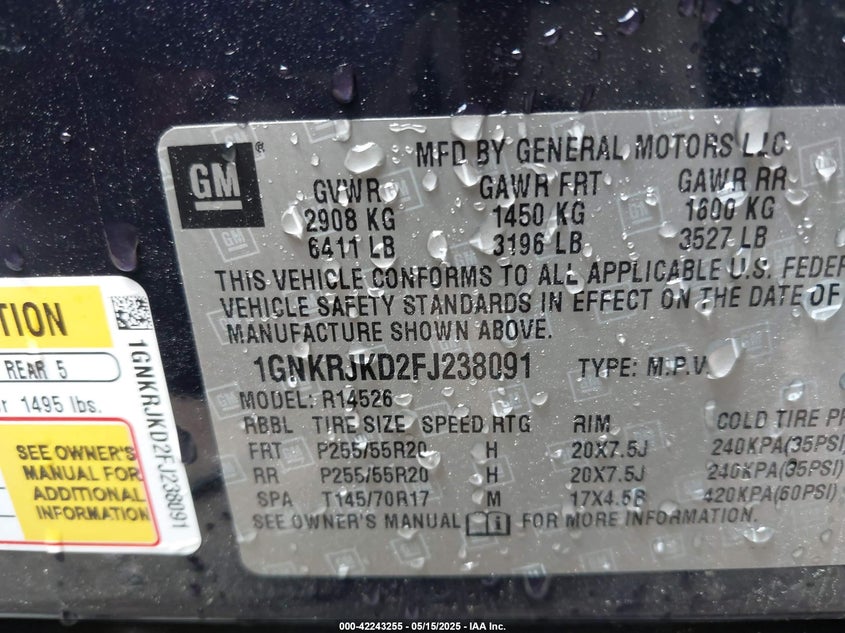 GM
MFD BY GENERAL MOTORS LLC
GVWR GAWR FRT GAWR RR
2908 KG 1450 KG 1600 KG
6411 LB 3196 LB 3527 LB
THIS VEHICLE CONFORMS TO ALL APPLICABLE U.S. FEDER
VEHICLE SAFETY STANDARDS IN EFFECT ON THE DATE OF
MANUFACTURE SHOWN ABOVE.
1GNKRJKD2FJ238091 TYPE: M.P.V.
MODEL: R14526
RBBL TIRE SIZE SPEED RTG RIM COLD TIRE PR
FRT P255/55R20 H 20X7.5J 240KPA(35PSI)
RR P255/55R20 H 20X7.5J 240KPA(35PSI)
SPA T145/70R17 M 17X4.5B 420KPA(60PSI)
SEE OWNER'S MANUAL FOR MORE INFORMATION.
TION
REAR 5
r 1495 lbs.
SEE OWNER'S
MANUAL FOR
ADDITIONAL
INFORMATION
1GNKRJKD2FJ238091
000-42243255 - 05/15/2025 - IAA Inc.